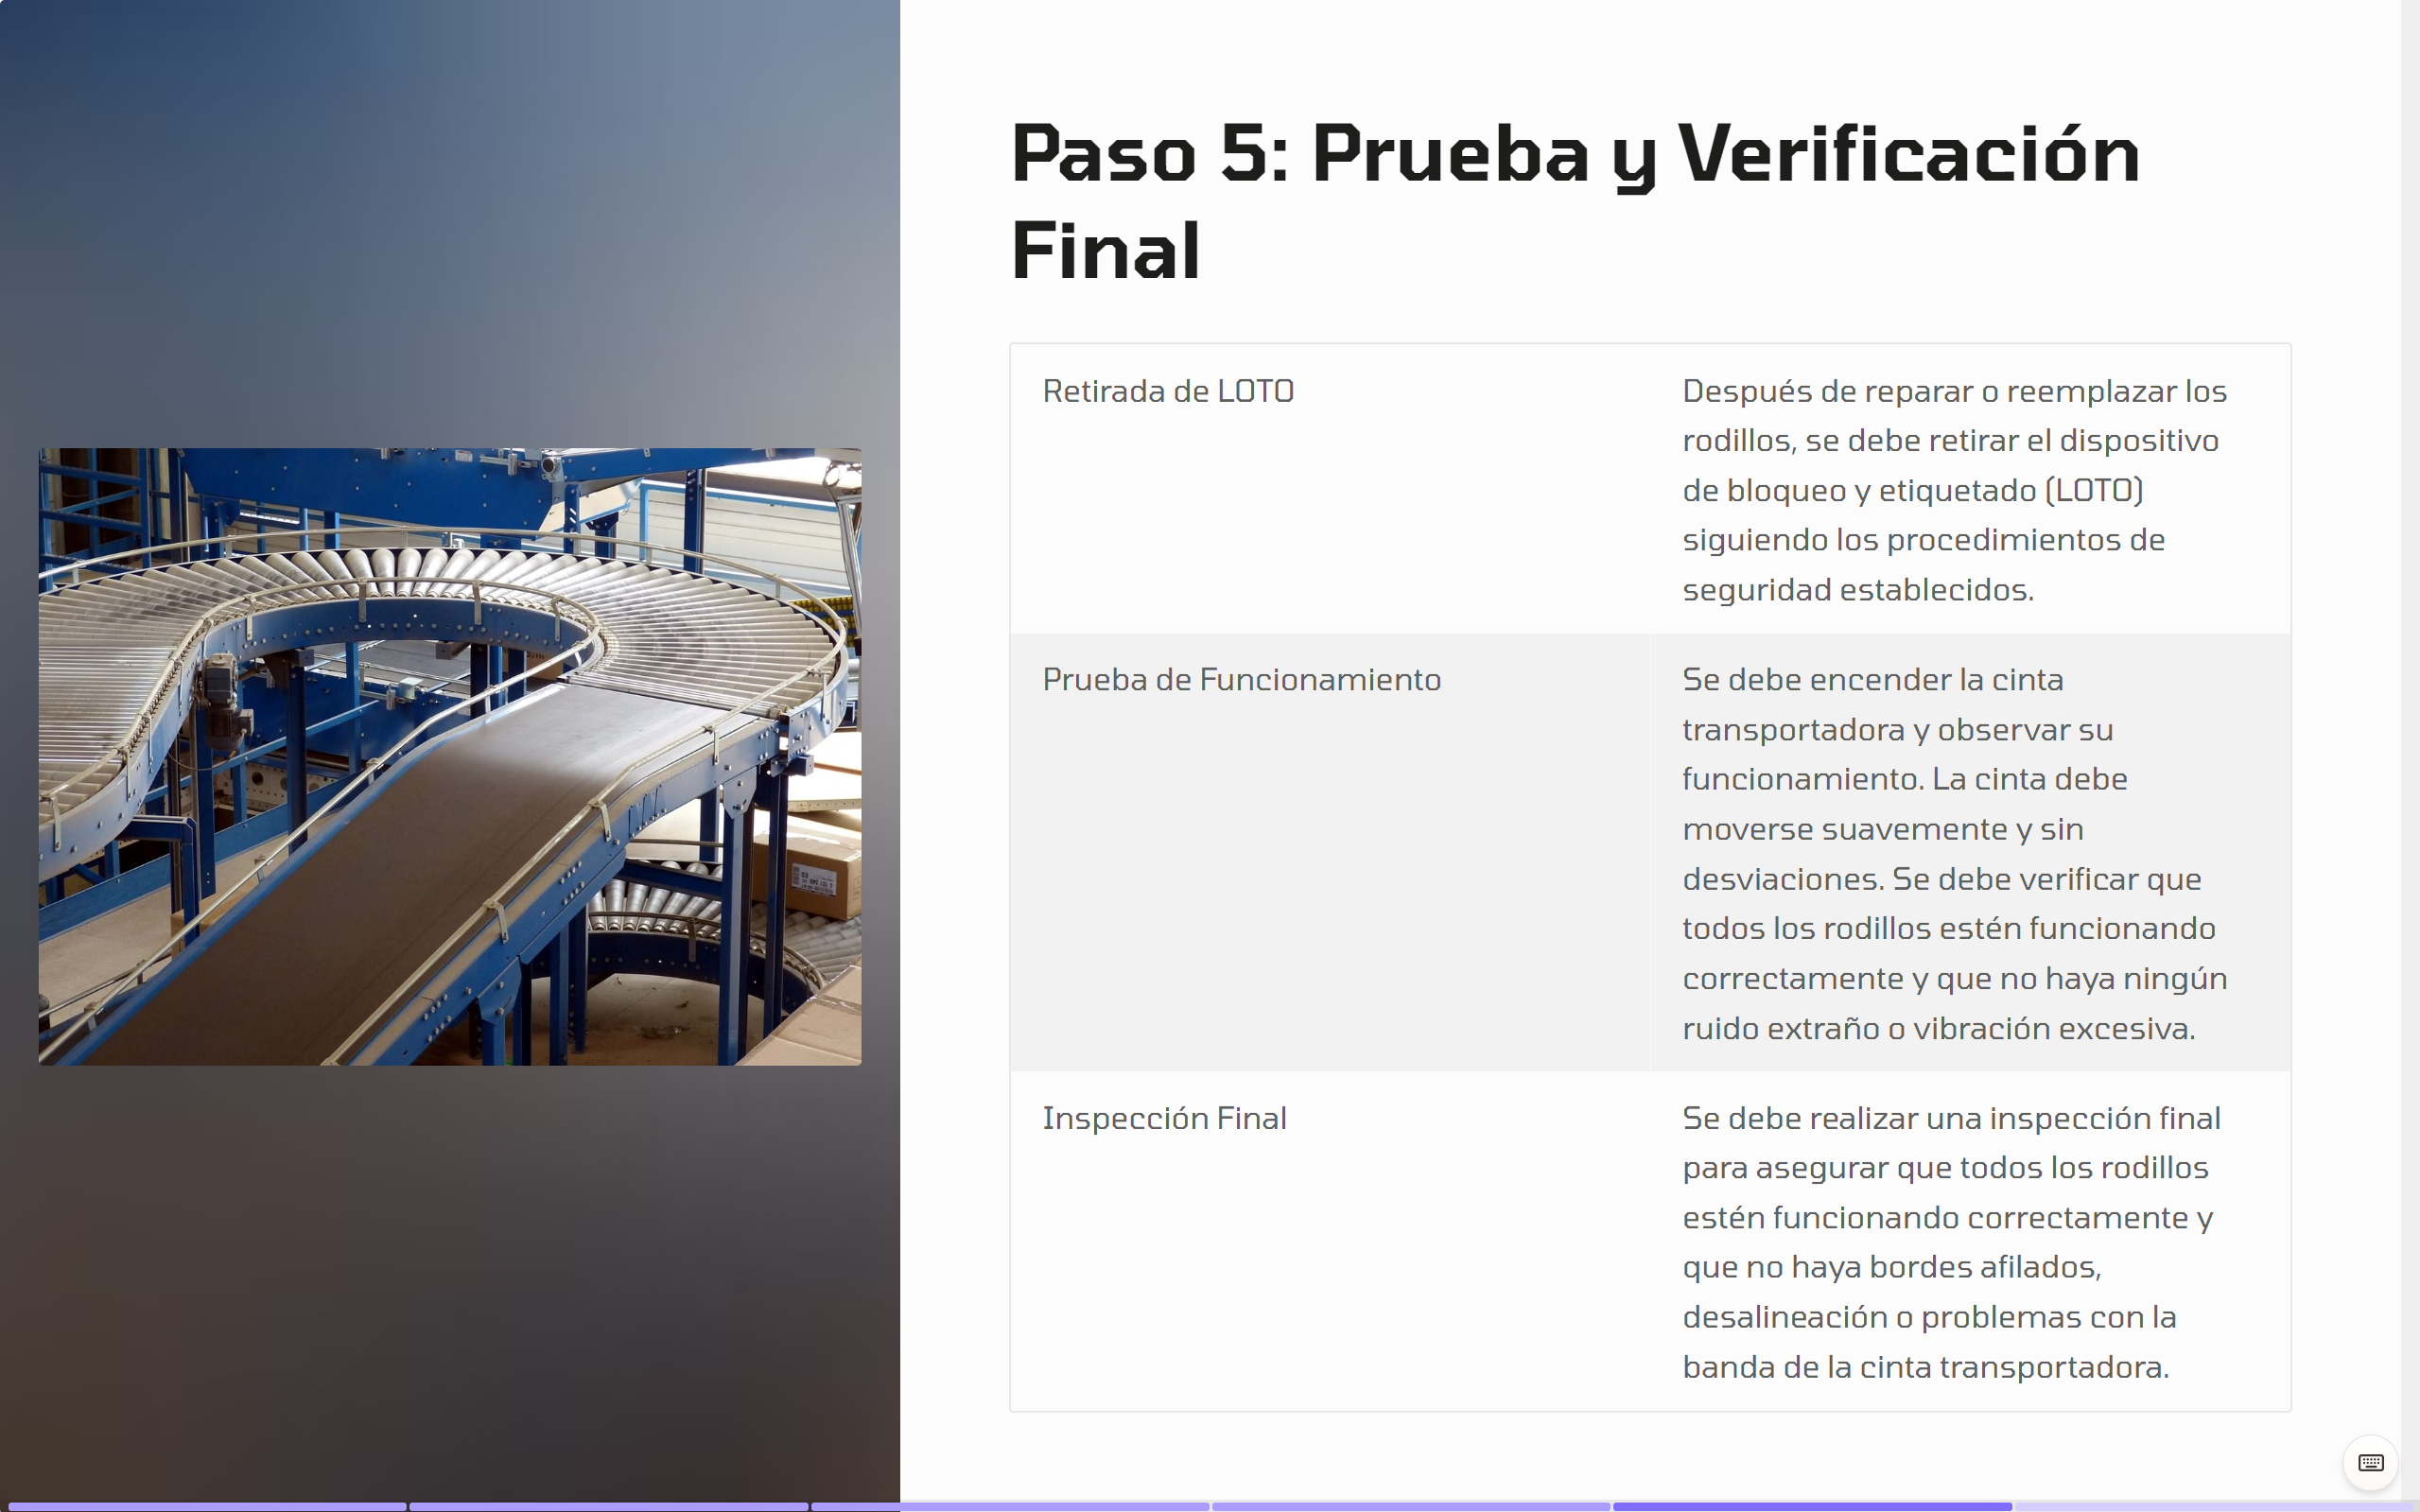 Paso 5: Prueba y Verificación
Final
Retirada de LOTO
Después de reparar o reemplazar los
rodillos, se debe retirar el dispositivo
de bloqueo y etiquetado (LOTO)
siguiendo los procedimientos de
seguridad establecidos.
Prueba de Funcionamiento
Se debe encender la cinta
transportadora y observar su
funcionamiento. La cinta debe
moverse suavemente y sin
desviaciones. Se debe verificar que
todos los rodillos estén funcionando
correctamente y que no haya ningún
ruido extraño o vibración excesiva.
Inspección Final
Se debe realizar una inspección final
para asegurar que todos los rodillos
estén funcionando correctamente y
que no haya bordes afilados,
desalineación o problemas con la
banda de la cinta transportadora.